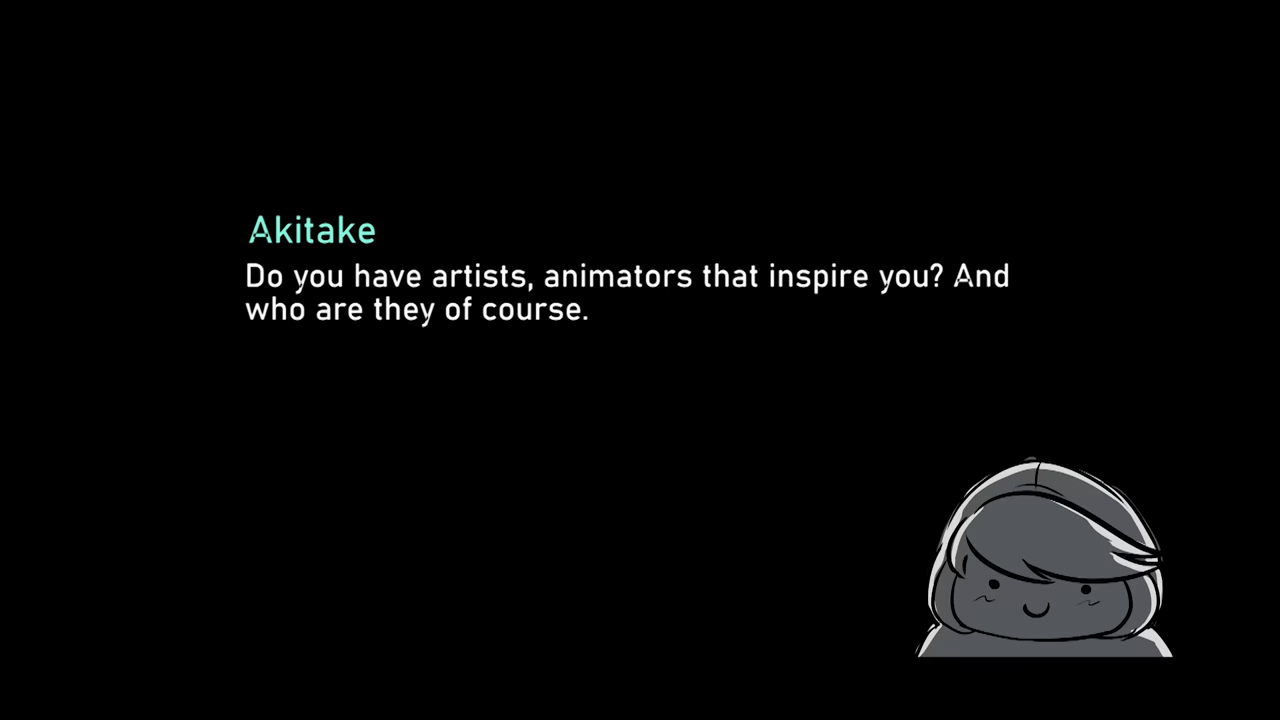 Akitake
Do you have artists, animators that inspire you? And
who are they of course.